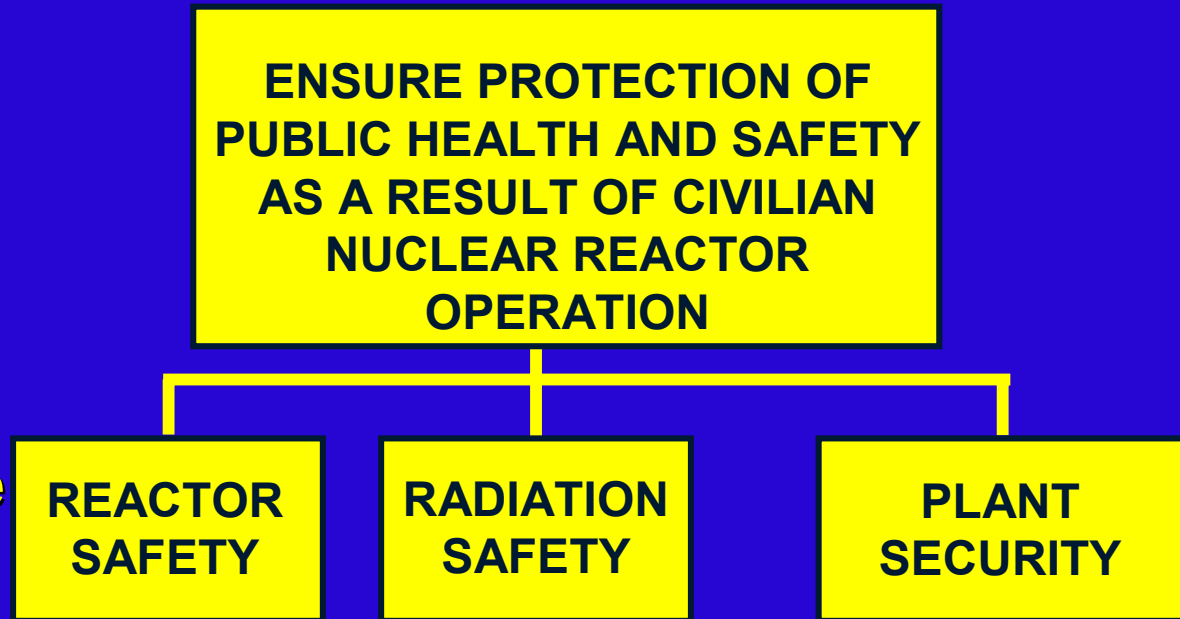 ENSURE PROTECTION OF
PUBLIC HEALTH AND SAFETY
AS A RESULT OF CIVILIAN
NUCLEAR REACTOR
OPERATION
REACTOR
SAFETY
RADIATION
SAFETY
PLANT
SECURITY